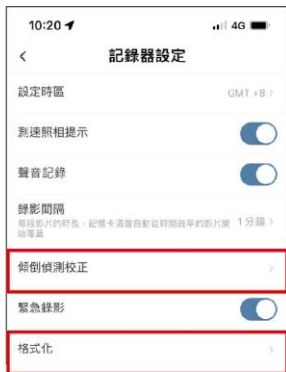 10:20 4G
記錄器設定
設定時區 GMT +8
測速照相提示
聲音記錄
錄影間隔
每段影片的時長,記憶卡滿會自動從時間最早的影片開 1分鐘
始覆蓋
傾倒偵測校正
緊急錄影
格式化